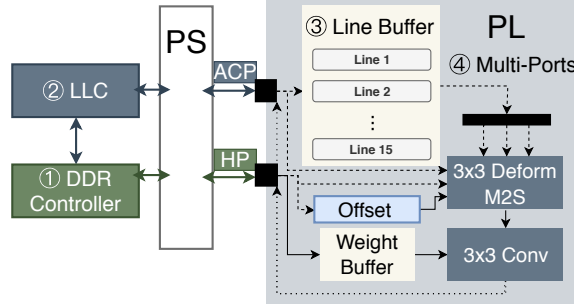 PS
PL
ACP
HP
② LLC
① DDR
Controller
③ Line Buffer
Line 1
Line 2
⋮
Line 15
④ Multi-Ports
3x3 Deform
M2S
Offset
Weight
Buffer
3x3 Conv